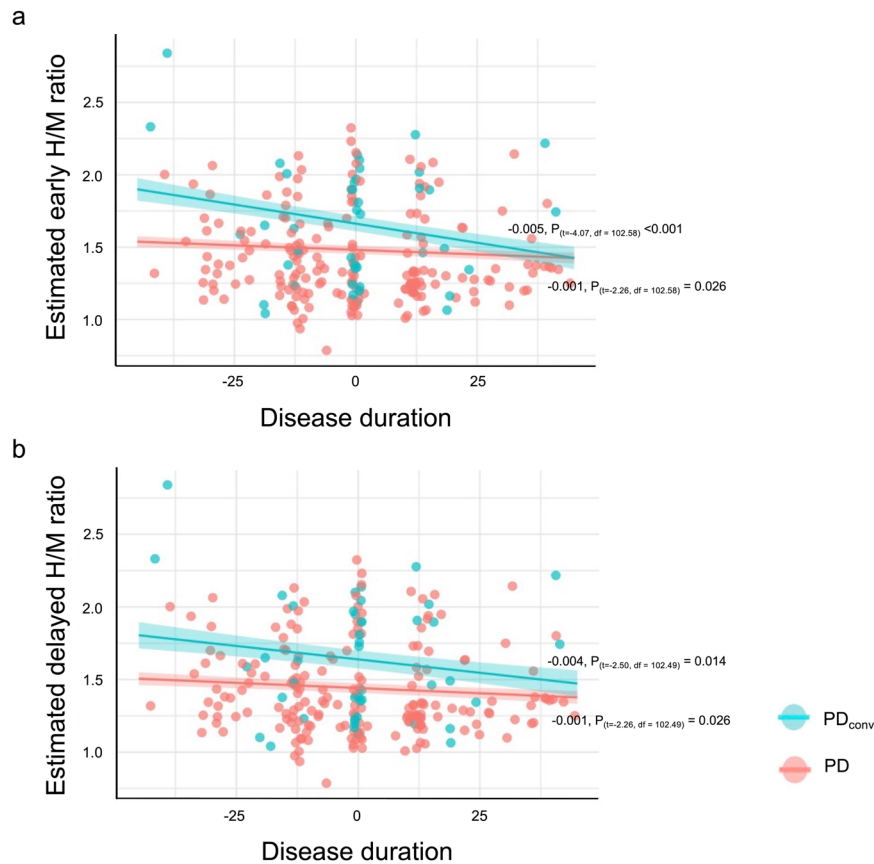 a
Estimated early H/M ratio
2.5
2.0
1.5
1.0
-0.005, P(t=-4.07, df = 102.58) <0.001
-0.001, P(t=-2.26, df = 102.58) = 0.026
-25
0
25
Disease duration
b
Estimated delayed H/M ratio
2.5
2.0
1.5
1.0
-0.004, P(t=-2.50, df = 102.49) = 0.014
-0.001, P(t=-2.26, df = 102.49) = 0.026
-25
0
25
Disease duration
PDconv
PD